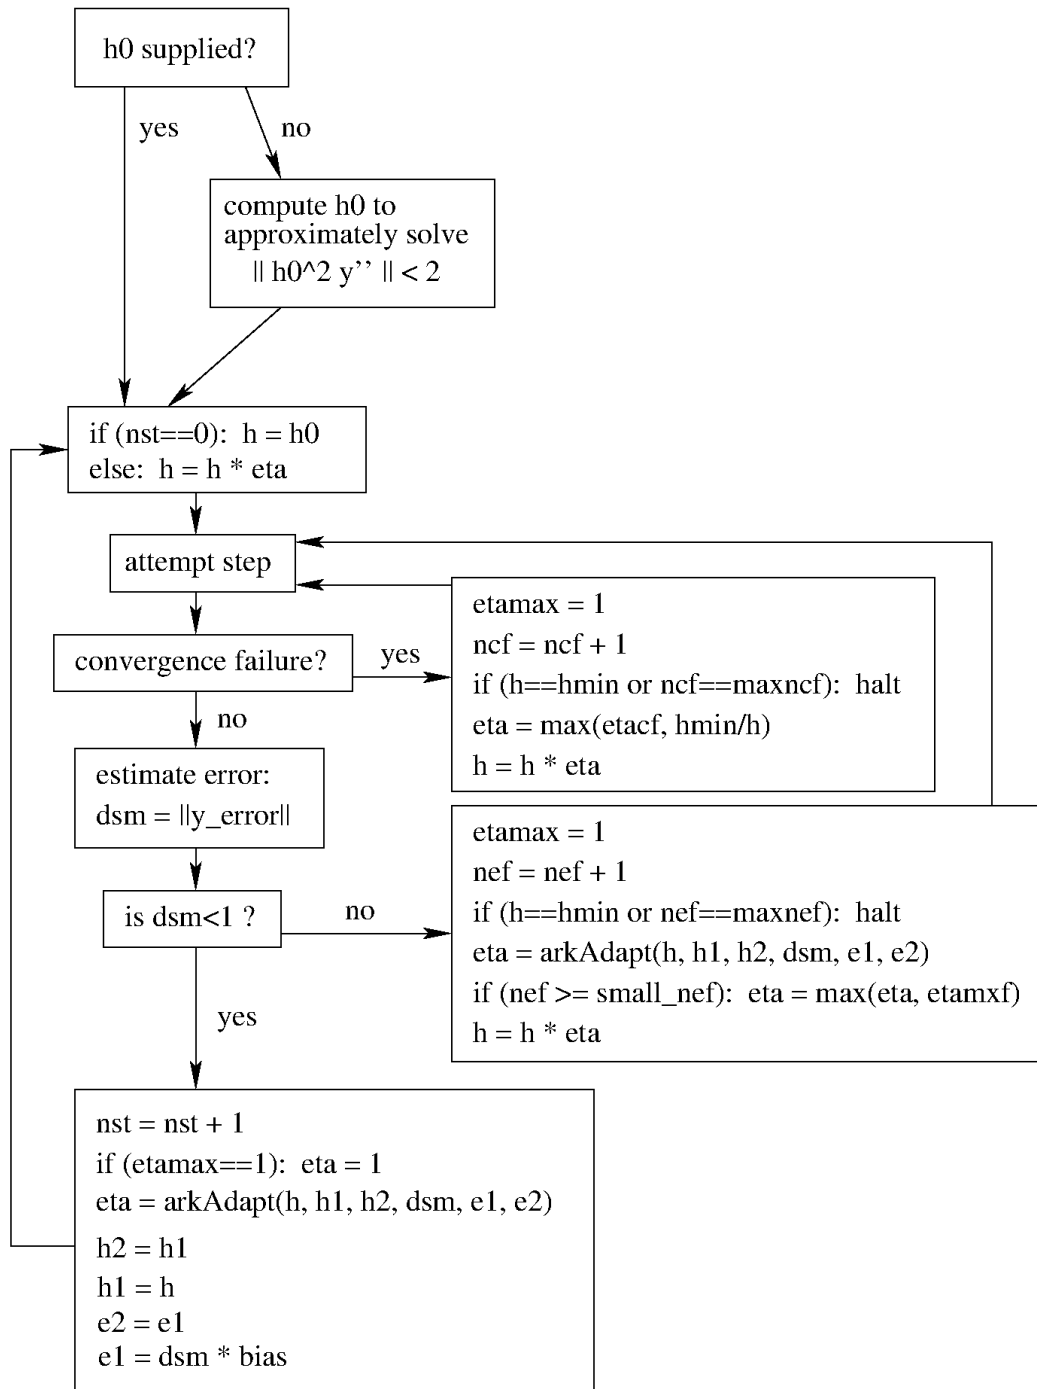 h0 supplied?
yes
no
compute h0 to
approximately solve
|| h0^2 y’’ || < 2
if (nst==0):  h = h0
else:  h = h * eta
attempt step
convergence failure?
yes
etamax = 1
ncf = ncf + 1
if (h==hmin or ncf==maxncf):  halt
eta = max(etacf, hmin/h)
h = h * eta
no
estimate error:
dsm = ||y_error||
is dsm<1 ?
no
etamax = 1
nef = nef + 1
if (h==hmin or nef==maxnef):  halt
eta = arkAdapt(h, h1, h2, dsm, e1, e2)
if (nef >= small_nef):  eta = max(eta, etamxf)
h = h * eta
yes
nst = nst + 1
if (etamax==1):  eta = 1
eta = arkAdapt(h, h1, h2, dsm, e1, e2)
h2 = h1
h1 = h
e2 = e1
e1 = dsm * bias